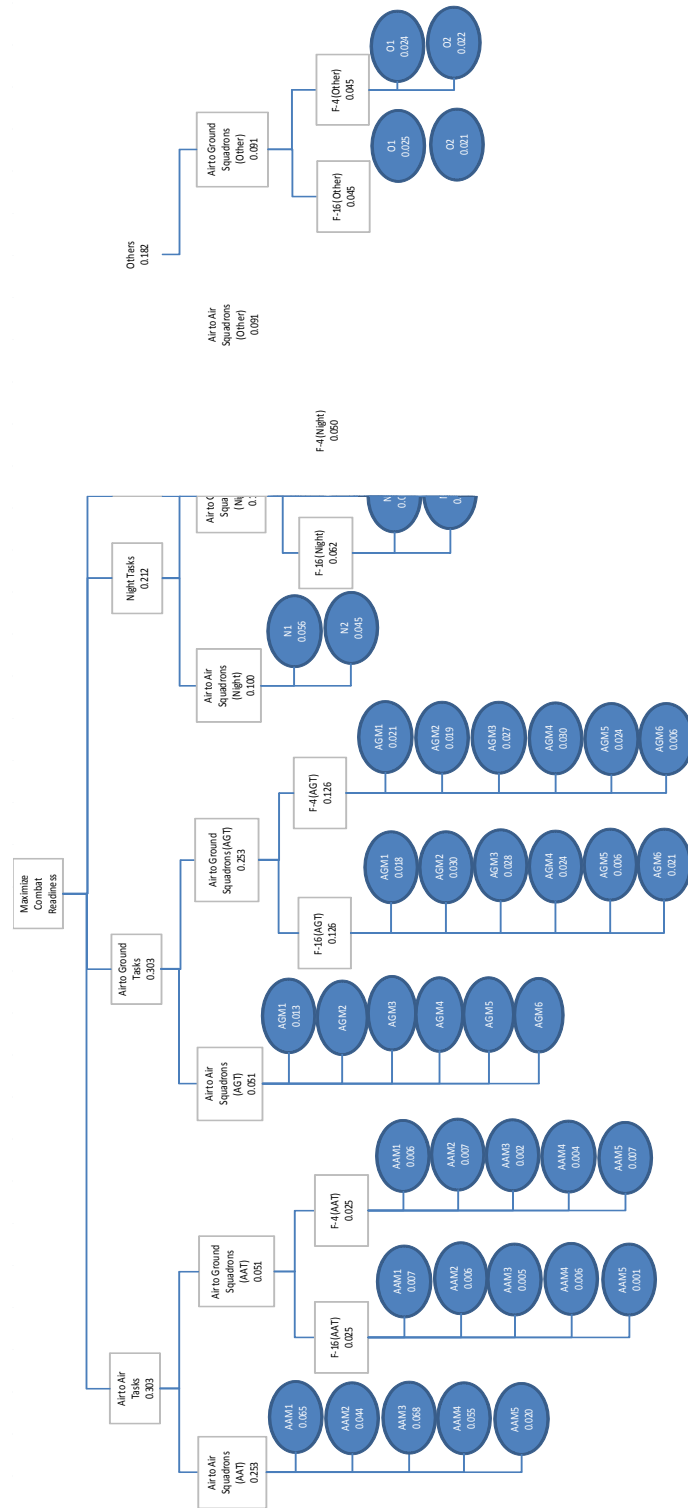 Maximize
Combat
Readiness
Air to Air
Tasks
0.303
Air to Ground
Tasks
0.303
Night Tasks
0.212
Others
0.182
Air to Air
Squadrons
(AAT)
0.253
Air to Ground
Squadrons
(AAT)
0.051
Air to Air
Squadrons
(AGT)
0.051
Air to Ground
Squadrons (AGT)
0.253
Air to Air
Squadrons
(Night)
0.100
Air to
Air to Air
Squadrons
(Other)
0.091
Air to Ground
Squadrons
(Other)
0.091
F-16 (AAT)
0.025
F-4 (AAT)
0.025
F-16 (AGT)
0.126
F-4 (AGT)
0.126
F-16 (Night)
0.062
F-4 (Night)
0.050
F-16 (Other)
0.045
F-4 (Other)
0.045
AAM1
0.065
AAM2
0.044
AAM3
0.068
AAM4
0.055
AAM5
0.020
AAM1
0.007
AAM2
0.006
AAM3
0.005
AAM4
0.006
AAM5
0.001
AAM1
0.006
AAM2
0.007
AAM3
0.002
AAM4
0.004
AAM5
0.007
AGM1
0.013
AGM2
AGM3
AGM4
AGM5
AGM6
AGM1
0.018
AGM2
0.030
AGM3
0.028
AGM4
0.024
AGM5
0.006
AGM6
0.021
AGM1
0.021
AGM2
0.019
AGM3
0.027
AGM4
0.030
AGM5
0.024
AGM6
0.006
N1
0.056
N2
0.045
O1
0.025
O2
0.021
O1
0.024
O2
0.022